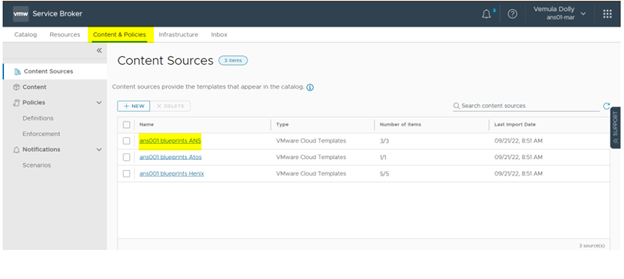 vmw Service Broker
3
Vemula Dolly
ans01-mar
Catalog Resources Content & Policies Infrastructure Inbox
Content Sources
Content
Policies
Definitions
Enforcement
Notifications
Scenarios
Content Sources 3 items
Content sources provide the templates that appear in the catalog.
+ NEW × DELETE
Search content sources
Name Type Number of Items Last Import Date
ans001 blueprints ANS VMware Cloud Templates 3/3 09/21/22, 8:51 AM
ans001 blueprints Atos VMware Cloud Templates 1/1 09/21/22, 8:51 AM
ans001 blueprints Henix VMware Cloud Templates 5/5 09/21/22, 8:51 AM
3 source(s)
SUPPORT